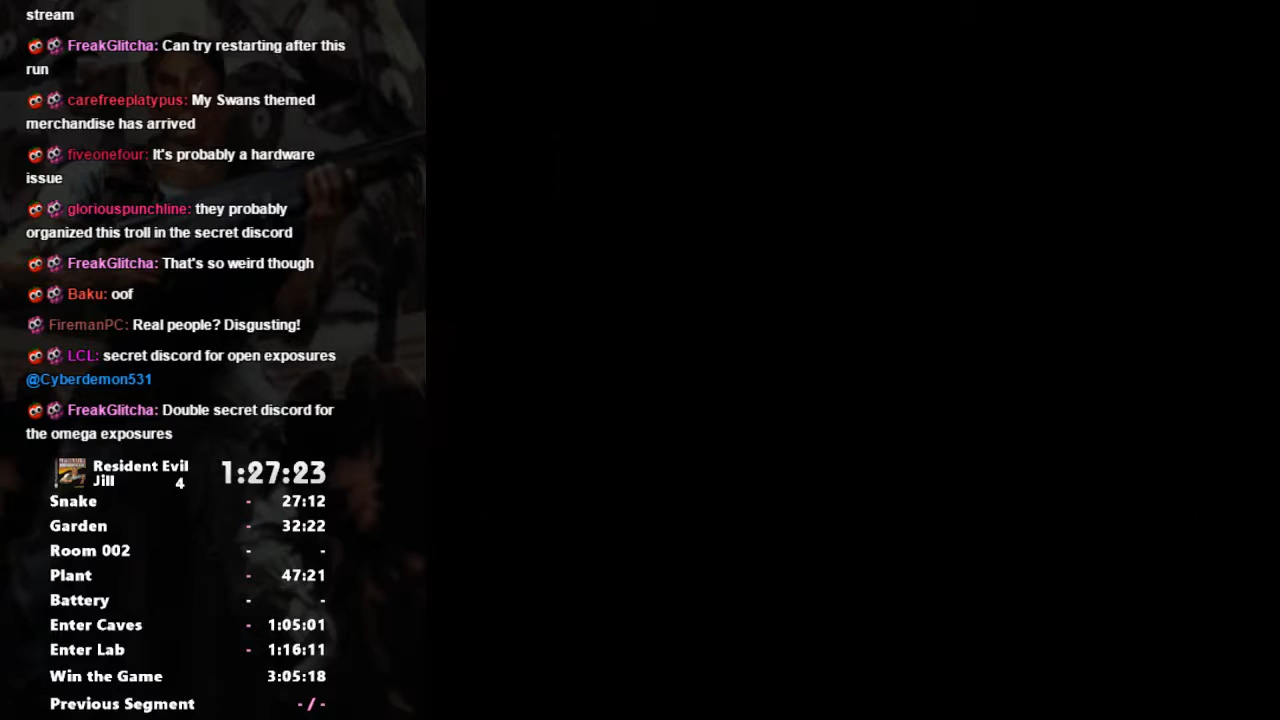 stream
FreakGlitcha: Can try restarting after this
run
carefreeplatypus: My Swans themed
merchandise has arrived
fiveonefour: It's probably a hardware
issue
gloriouspunchline: they probably
organized this troll in the secret discord
FreakGlitcha: That's so weird though
Baku: oof
FiremanPC: Real people? Disgusting!
LCL: secret discord for open exposures
@Cyberdemon531
FreakGlitcha: Double secret discord for
the omega exposures
Resident Evil 1:27:23
Jill 4
Snake - 27:12
Garden - 32:22
Room 002 - -
Plant - 47:21
Battery - -
Enter Caves - 1:05:01
Enter Lab - 1:16:11
Win the Game 3:05:18
Previous Segment - / -